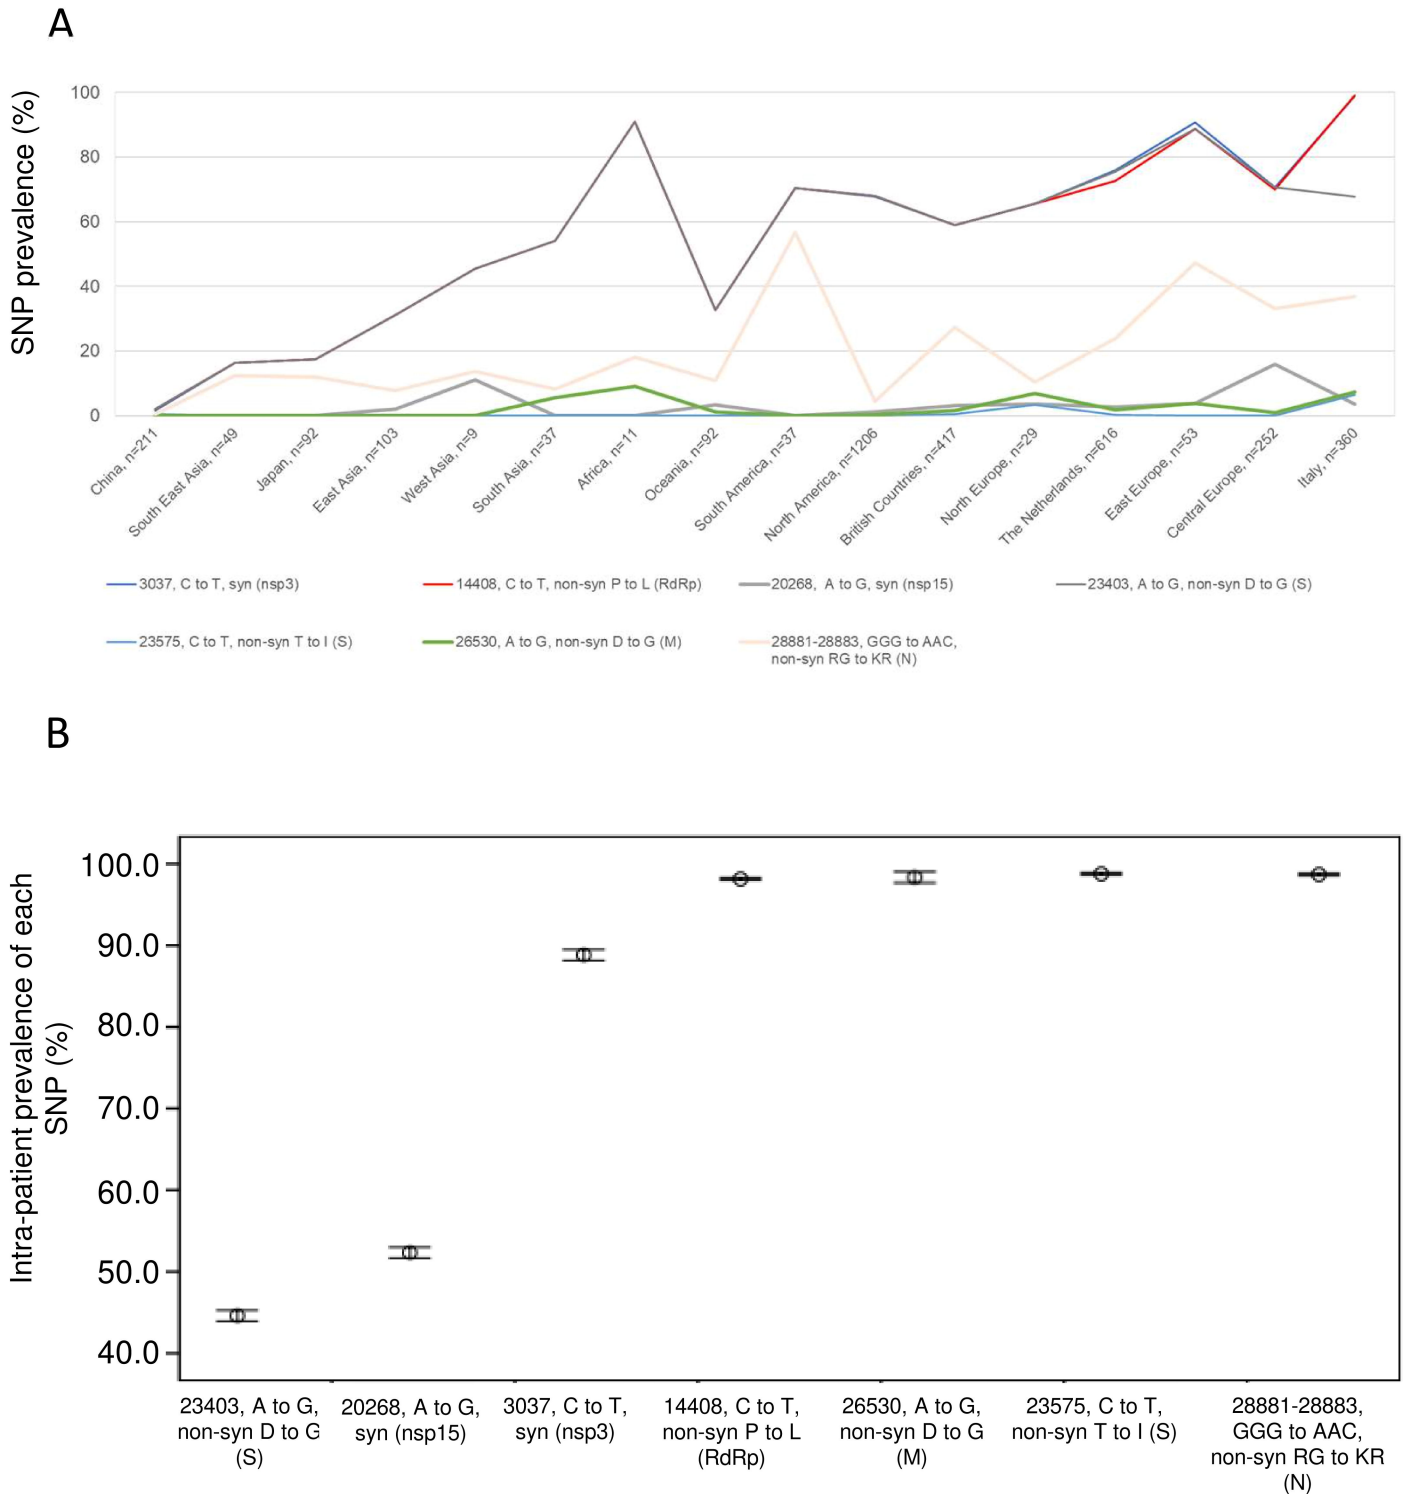 A
SNP prevalence (%)
100
80
60
40
20
0
China, n=211
South East Asia, n=49
Japan, n=92
East Asia, n=103
West Asia, n=9
South Asia, n=37
Africa, n=11
Oceania, n=92
South America, n=37
North America, n=1206
British Countries, n=417
North Europe, n=29
The Netherlands, n=616
East Europe, n=53
Central Europe, n=252
Italy, n=360
3037, C to T, syn (nsp3)
14408, C to T, non-syn P to L (RdRp)
20268, A to G, syn (nsp15)
23403, A to G, non-syn D to G (S)
23575, C to T, non-syn T to I (S)
26530, A to G, non-syn D to G (M)
28881-28883, GGG to AAC,
non-syn RG to KR (N)
B
Intra-patient prevalence of each
SNP (%)
100.0
90.0
80.0
70.0
60.0
50.0
40.0
23403, A to G,
non-syn D to G
(S)
20268, A to G,
syn (nsp15)
3037, C to T,
syn (nsp3)
14408, C to T,
non-syn P to L
(RdRp)
26530, A to G,
non-syn D to G
(M)
23575, C to T,
non-syn T to I (S)
28881-28883,
GGG to AAC,
non-syn RG to KR
(N)